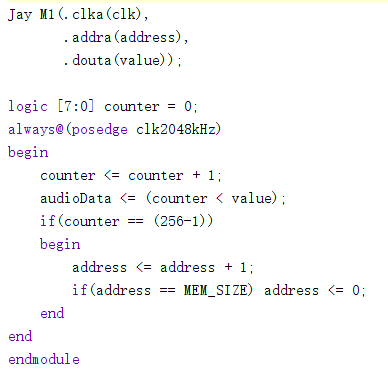 Jay M1(.clka(clk),
.addra(address),
.douta(value));
logic [7:0] counter = 0;
always@(posedge clk2048kHz)
begin
counter <= counter + 1;
audioData <= (counter < value);
if(counter == (256-1))
begin
address <= address + 1;
if(address == MEM_SIZE) address <= 0;
end
end
endmodule